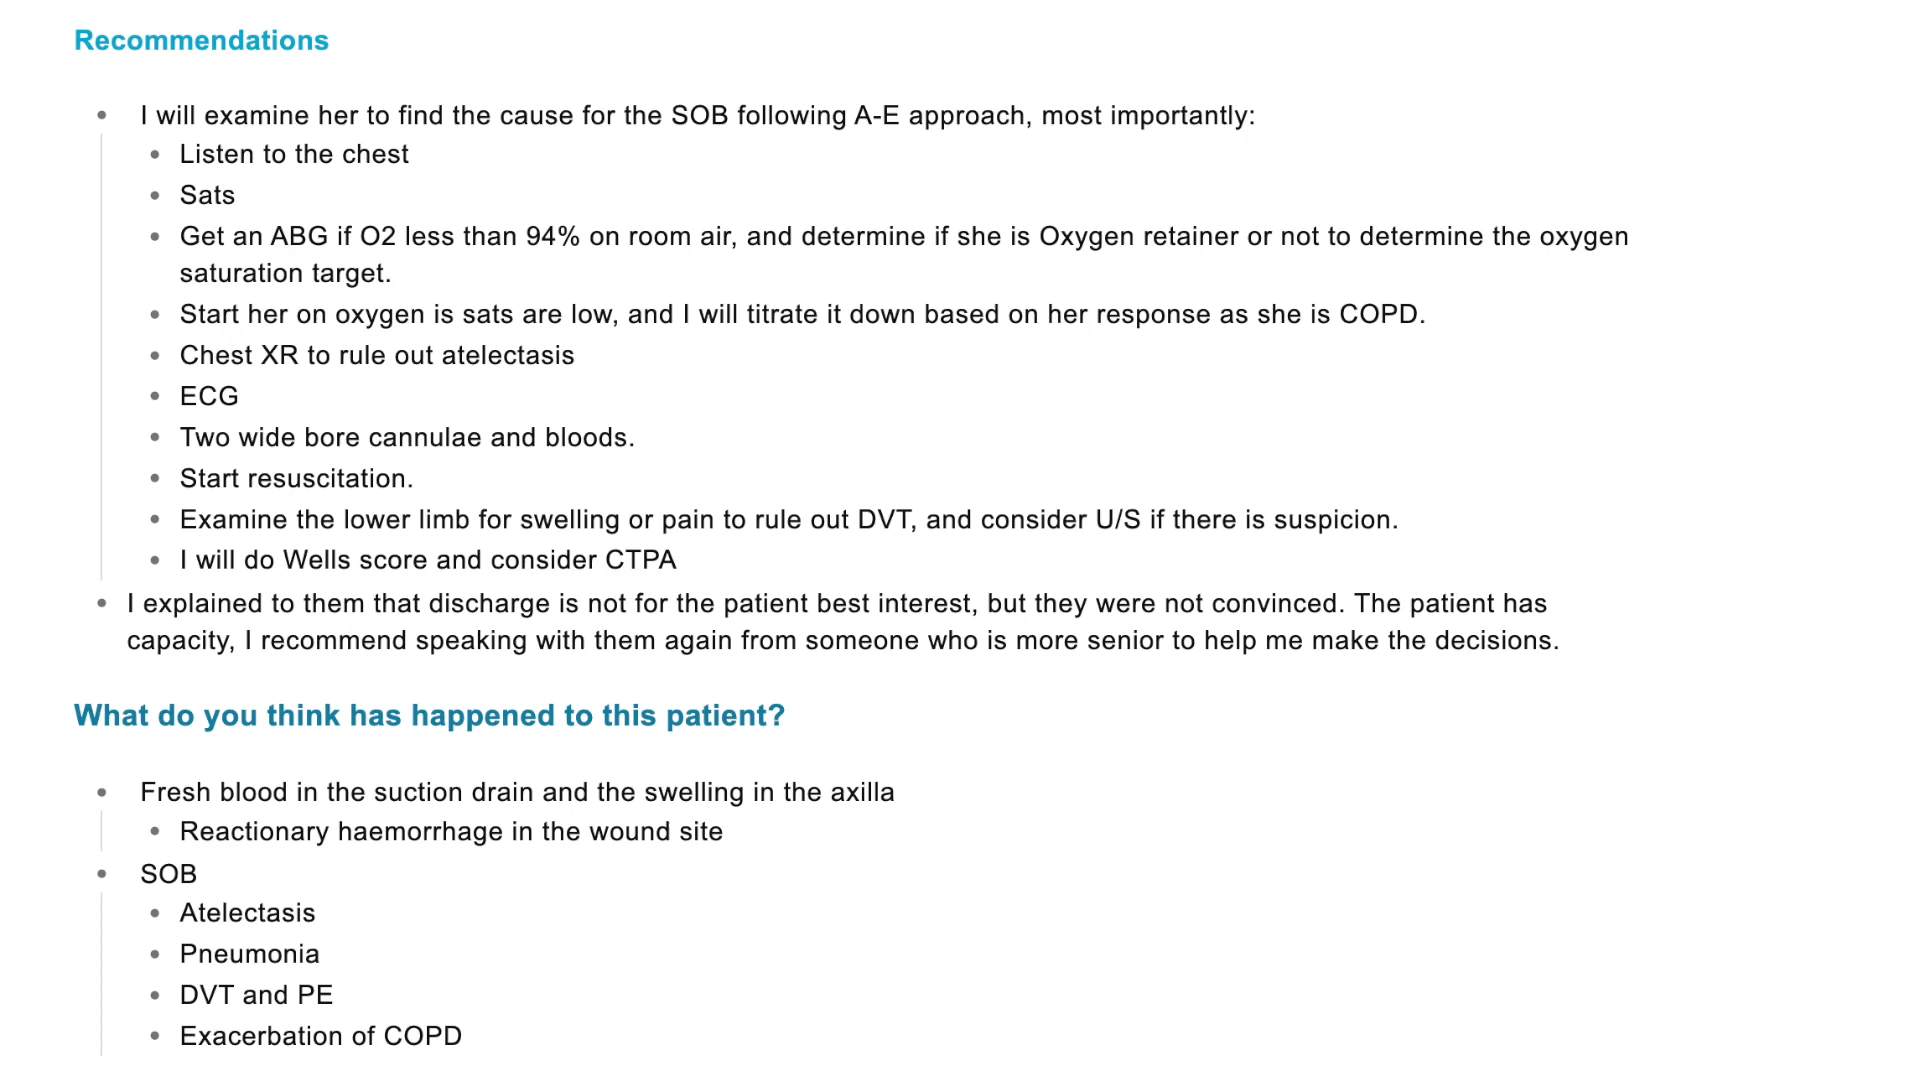 Recommendations
I will examine her to find the cause for the SOB following A-E approach, most importantly:
Listen to the chest
Sats
Get an ABG if O2 less than 94% on room air, and determine if she is Oxygen retainer or not to determine the oxygen
saturation target.
Start her on oxygen is sats are low, and I will titrate it down based on her response as she is COPD.
Chest XR to rule out atelectasis
ECG
Two wide bore cannulae and bloods.
Start resuscitation.
Examine the lower limb for swelling or pain to rule out DVT, and consider U/S if there is suspicion.
I will do Wells score and consider CTPA
I explained to them that discharge is not for the patient best interest, but they were not convinced. The patient has
capacity, I recommend speaking with them again from someone who is more senior to help me make the decisions.
What do you think has happened to this patient?
Fresh blood in the suction drain and the swelling in the axilla
Reactionary haemorrhage in the wound site
SOB
Atelectasis
Pneumonia
DVT and PE
Exacerbation of COPD